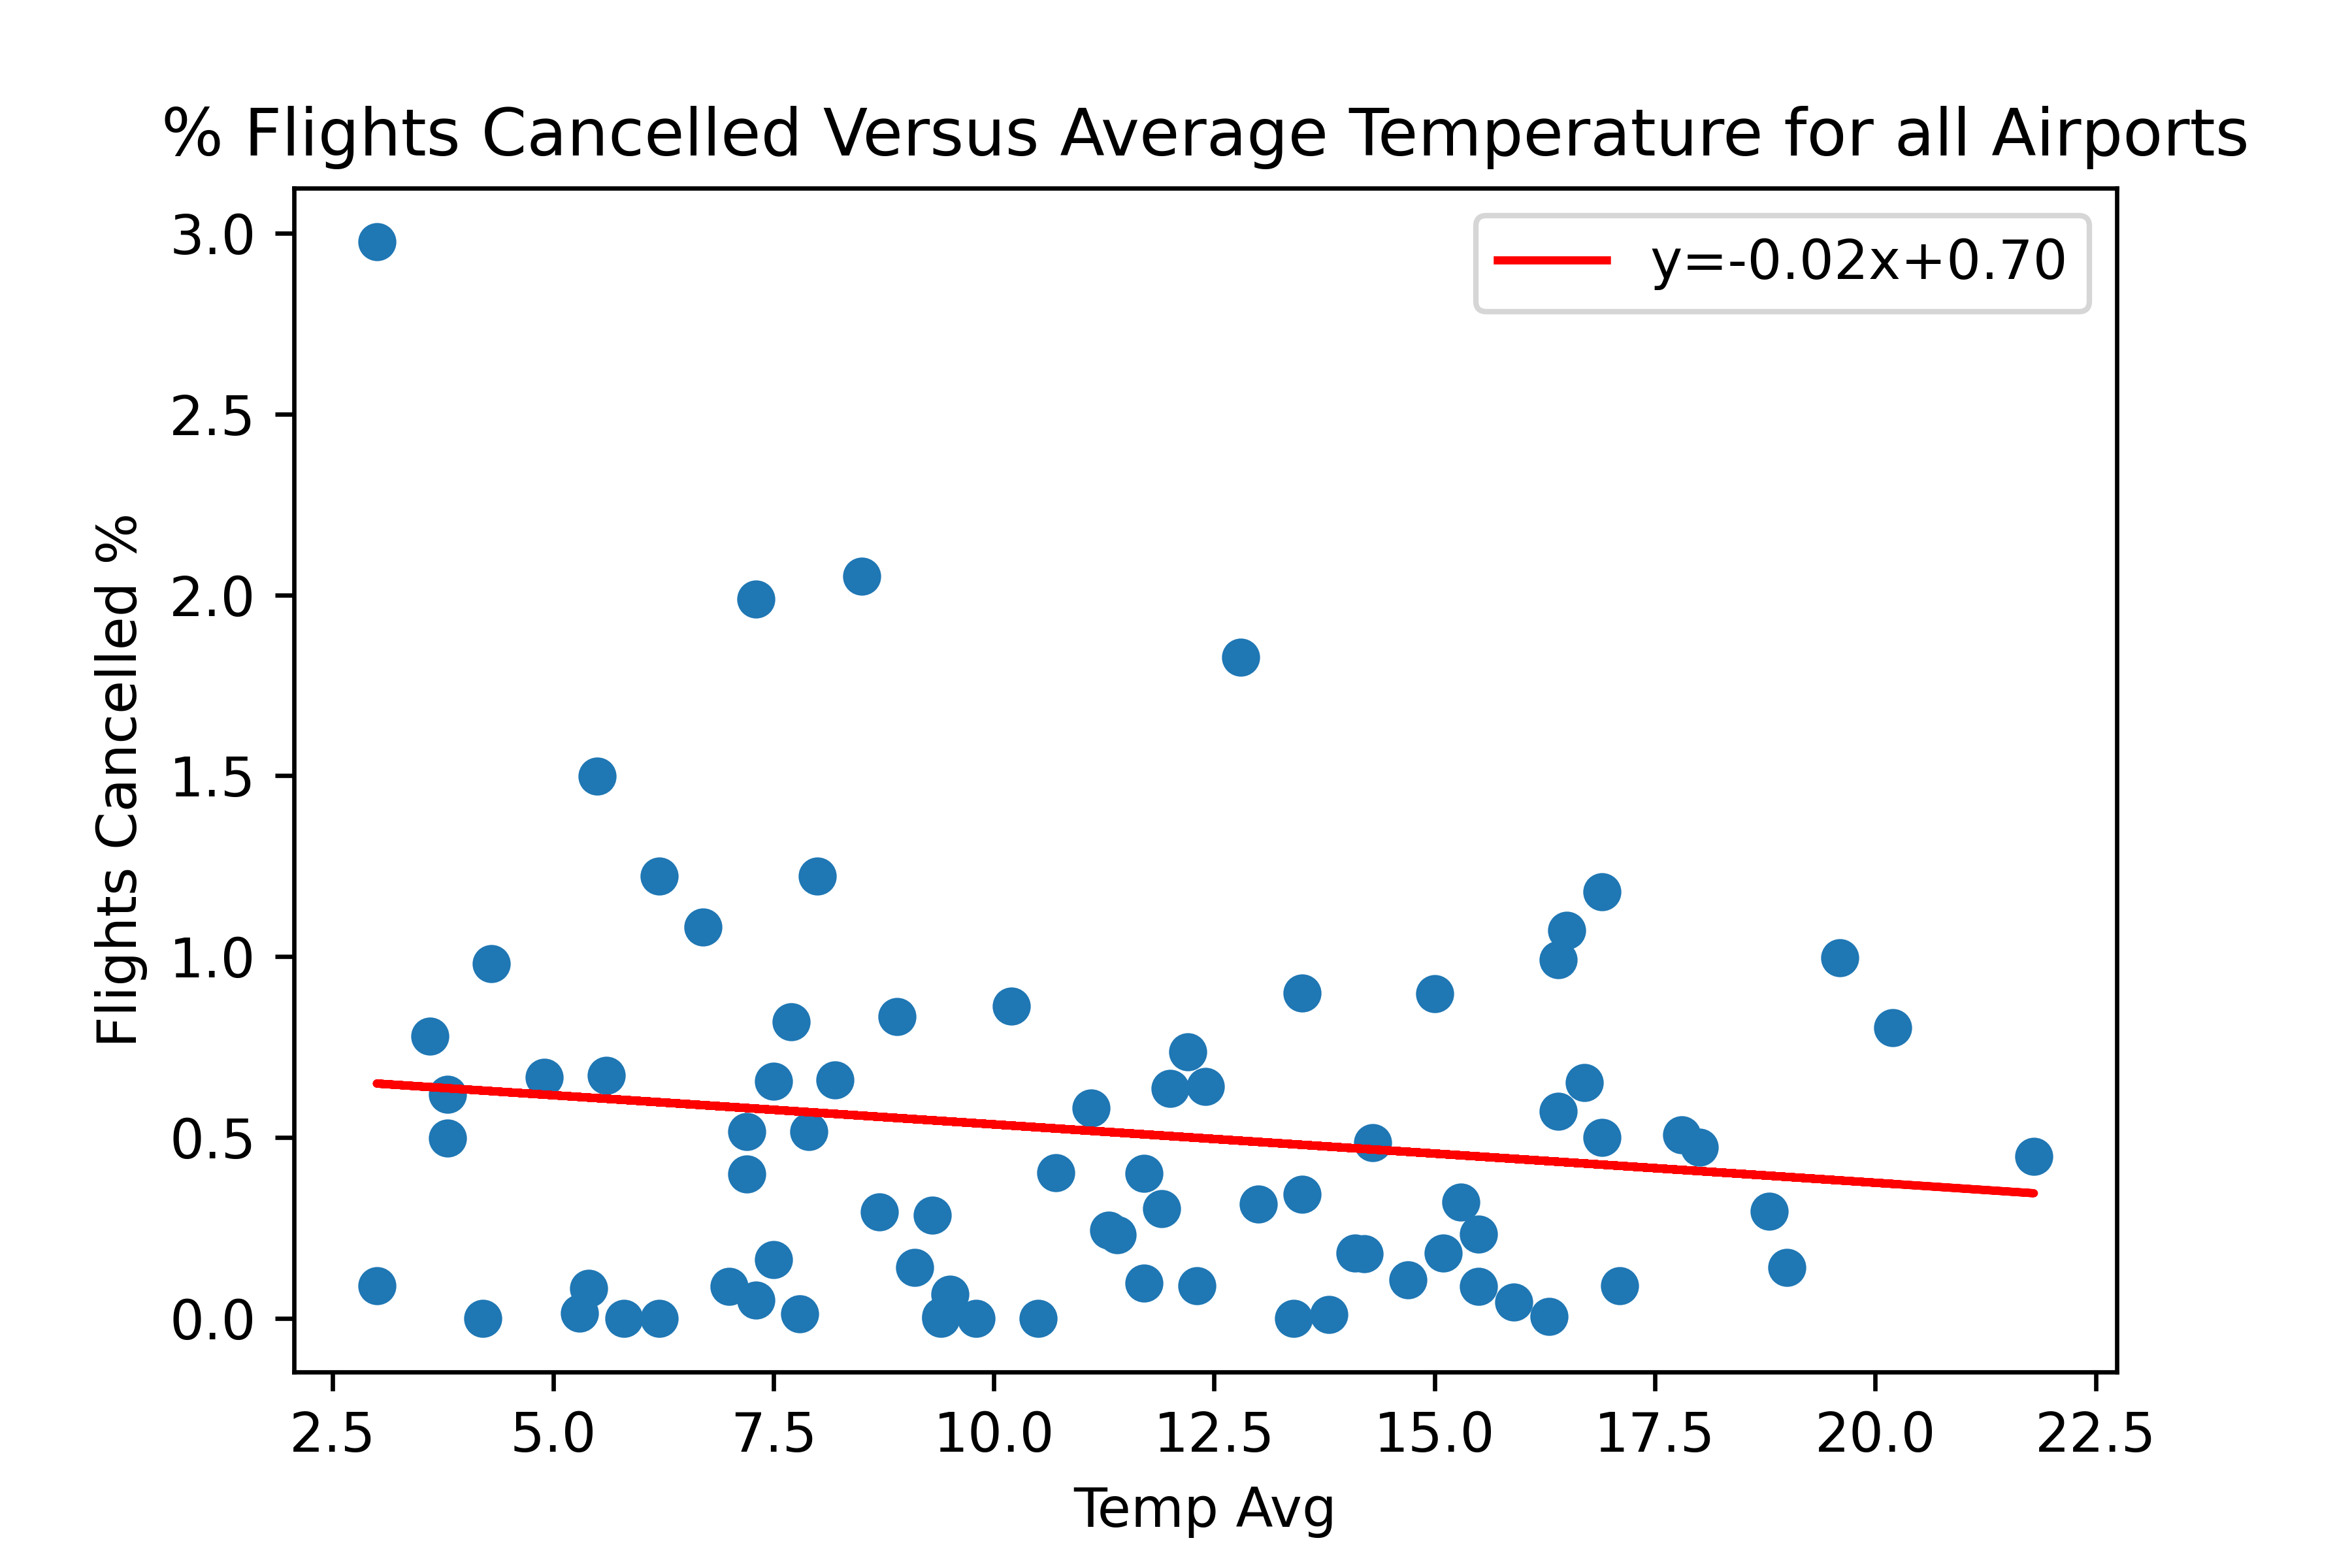 % Flights Cancelled Versus Average Temperature for all Airports
y=-0.02x+0.70
Flights Cancelled %
3.0
2.5
2.0
1.5
1.0
0.5
0.0
2.5 5.0 7.5 10.0 12.5 15.0 17.5 20.0 22.5
Temp Avg